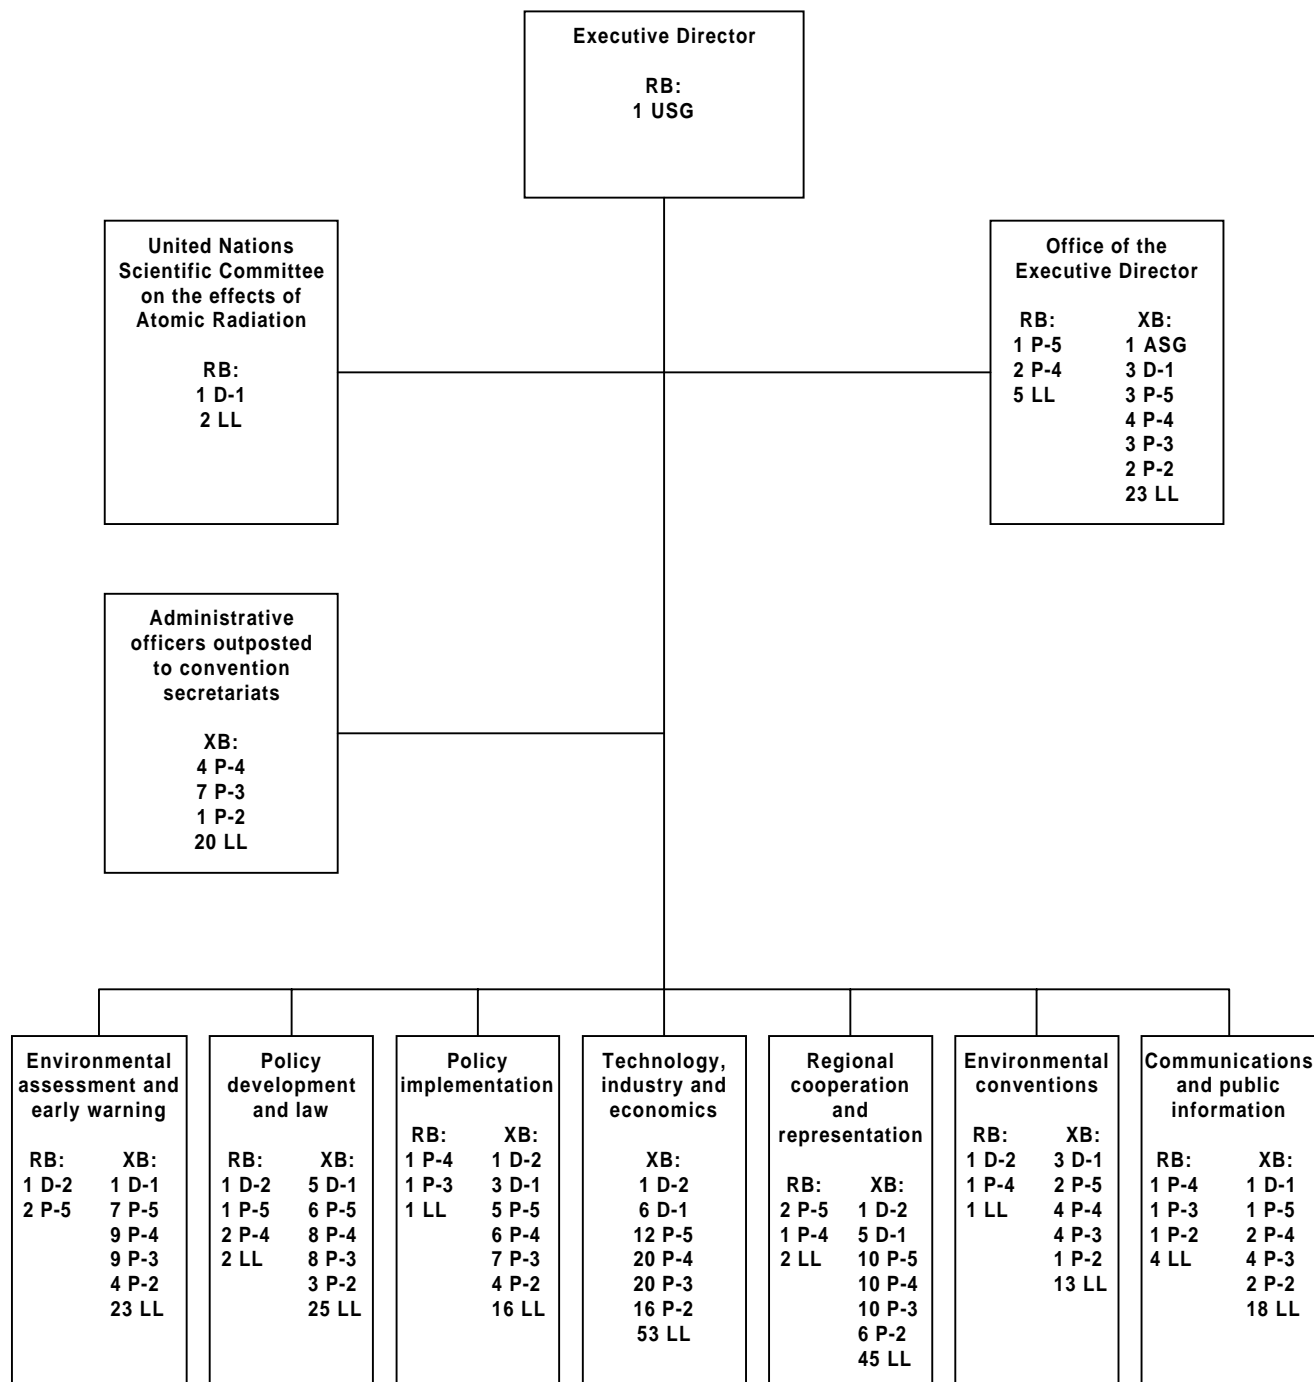 Executive Director
RB:
1 USG
United Nations
Scientific Committee
on the effects of
Atomic Radiation
RB:
1 D-1
2 LL
Office of the
Executive Director
RB:
1 P-5
2 P-4
5 LL
XB:
1 ASG
3 D-1
3 P-5
4 P-4
3 P-3
2 P-2
23 LL
Administrative
officers outposted
to convention
secretariats
XB:
4 P-4
7 P-3
1 P-2
20 LL
Environmental
assessment and
early warning
RB:
1 D-2
2 P-5
XB:
1 D-1
7 P-5
9 P-4
9 P-3
4 P-2
23 LL
Policy
development
and law
RB:
1 D-2
1 P-5
2 P-4
2 LL
XB:
5 D-1
6 P-5
8 P-4
8 P-3
3 P-2
25 LL
Policy
implementation
RB:
1 P-4
1 P-3
1 LL
XB:
1 D-2
3 D-1
5 P-5
6 P-4
7 P-3
4 P-2
16 LL
Technology,
industry and
economics
XB:
1 D-2
6 D-1
12 P-5
20 P-4
20 P-3
16 P-2
53 LL
Regional
cooperation
and
representation
RB:
2 P-5
1 P-4
2 LL
XB:
1 D-2
5 D-1
10 P-5
10 P-4
10 P-3
6 P-2
45 LL
Environmental
conventions
RB:
1 D-2
1 P-4
1 LL
XB:
3 D-1
2 P-5
4 P-4
4 P-3
1 P-2
13 LL
Communications
and public
information
RB:
1 P-4
1 P-3
1 P-2
4 LL
XB:
1 D-1
1 P-5
2 P-4
4 P-3
2 P-2
18 LL